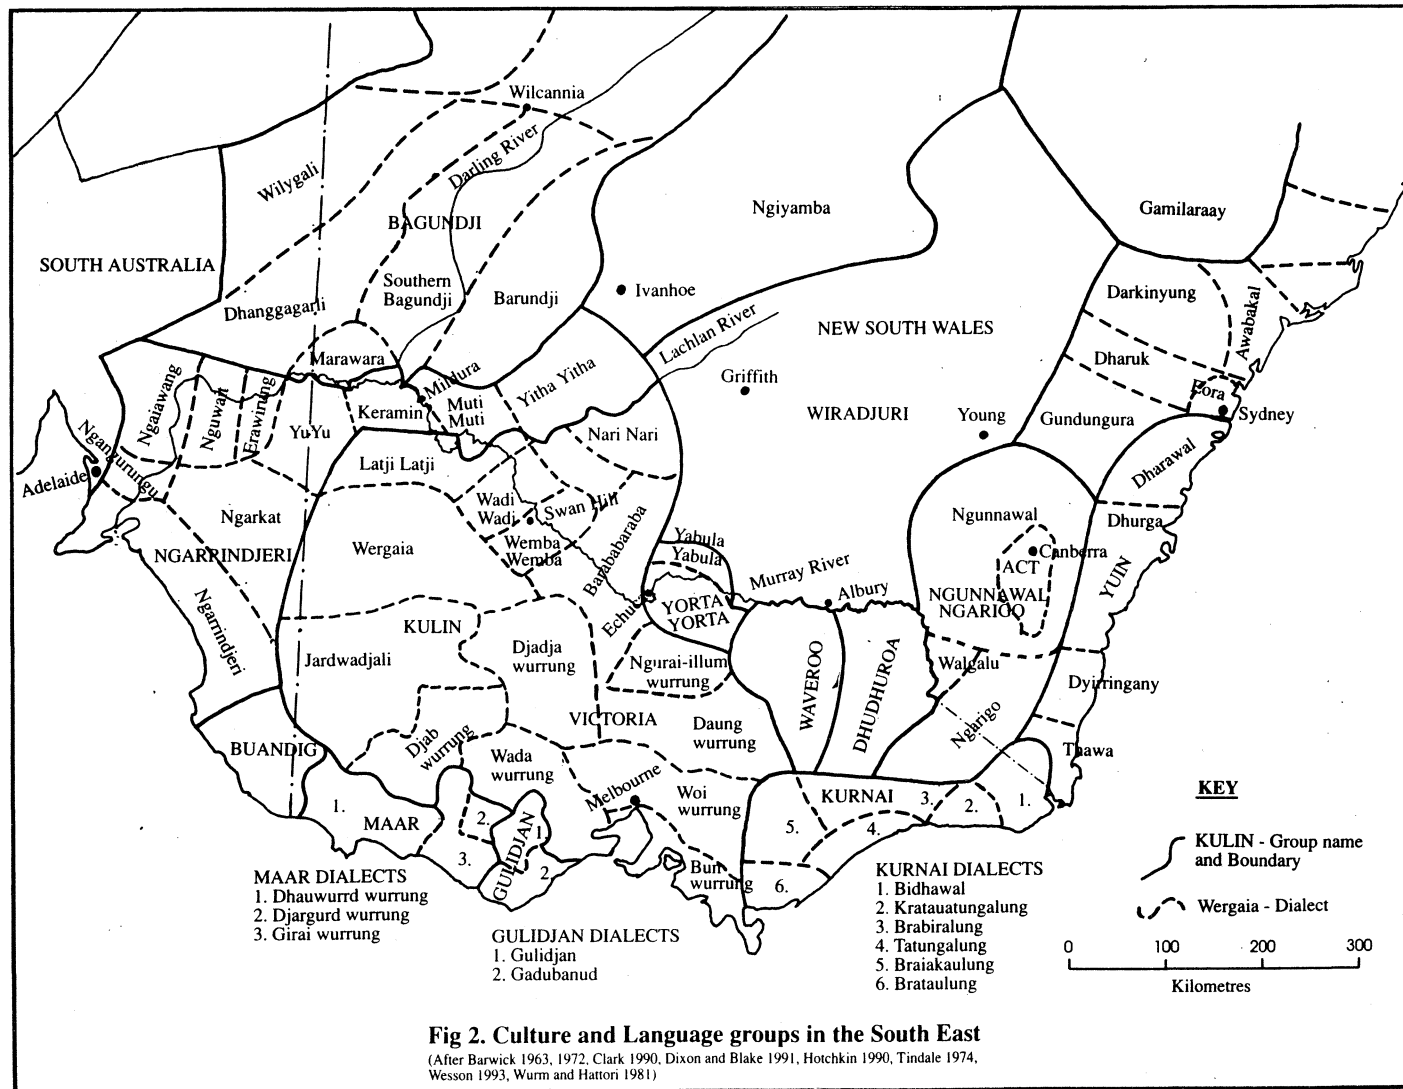 Wilcannia
Darling River
Wilygali
BAGUNDJI
Ngiyamba
Gamilaraay
SOUTH AUSTRALIA
Southern
Bagundji
Barundji
Ivanhoe
Dhanggagarli
Darkinyung
Awabakal
NEW SOUTH WALES
Lachlan River
Marawara
Mildura
Yitha Yitha
Dharuk
Griffith
Eora
Sydney
Ngaiawang
Nguwait
Erawirung
Yu Yu
Keramin
Muti
Muti
Nari Nari
WIRADJURI
Young
Gundungura
Dharawal
Ngangurungu
Adelaide
Latji Latji
Wadi
Wadi
Swan Hill
Ngarkat
Ngunnawal
Dhurga
NGARRINDJERI
Wergaia
Wemba
Wemba
Barababaraba
Yabula
Yabula
Canberra
ACT
YUIN
Murray River
Albury
NGUNNAWAL
NGARIGO
Ngarrindjeri
KULIN
Echuca
YORTA
YORTA
Jardwadjali
Djadja
wurrung
Ngurai-illum
wurrung
WAVEROO
DHUDHUROA
Walgalu
Dyirringany
VICTORIA
Daung
wurrung
Ngarigo
BUANDIG
Djab
wurrung
Wada
wurrung
Thawa
Melbourne
Woi
wurrung
KURNAI
3.
2.
1.
1.
MAAR
2.
1
5.
4.
3.
GULIDJAN
2.
Bun
wurrung
6.
KEY
KULIN - Group name
and Boundary
Wergaia - Dialect
0 100 200 300
Kilometres
MAAR DIALECTS
1. Dhauwurrd wurrung
2. Djargurd wurrung
3. Girai wurrung
GULIDJAN DIALECTS
1. Gulidjan
2. Gadubanud
KURNAI DIALECTS
1. Bidhawal
2. Kratauatungalung
3. Brabiralung
4. Tatungalung
5. Braiakaulung
6. Brataulung
Fig 2. Culture and Language groups in the South East
(After Barwick 1963, 1972, Clark 1990, Dixon and Blake 1991, Hotchkin 1990, Tindale 1974,
Wesson 1993, Wurm and Hattori 1981)